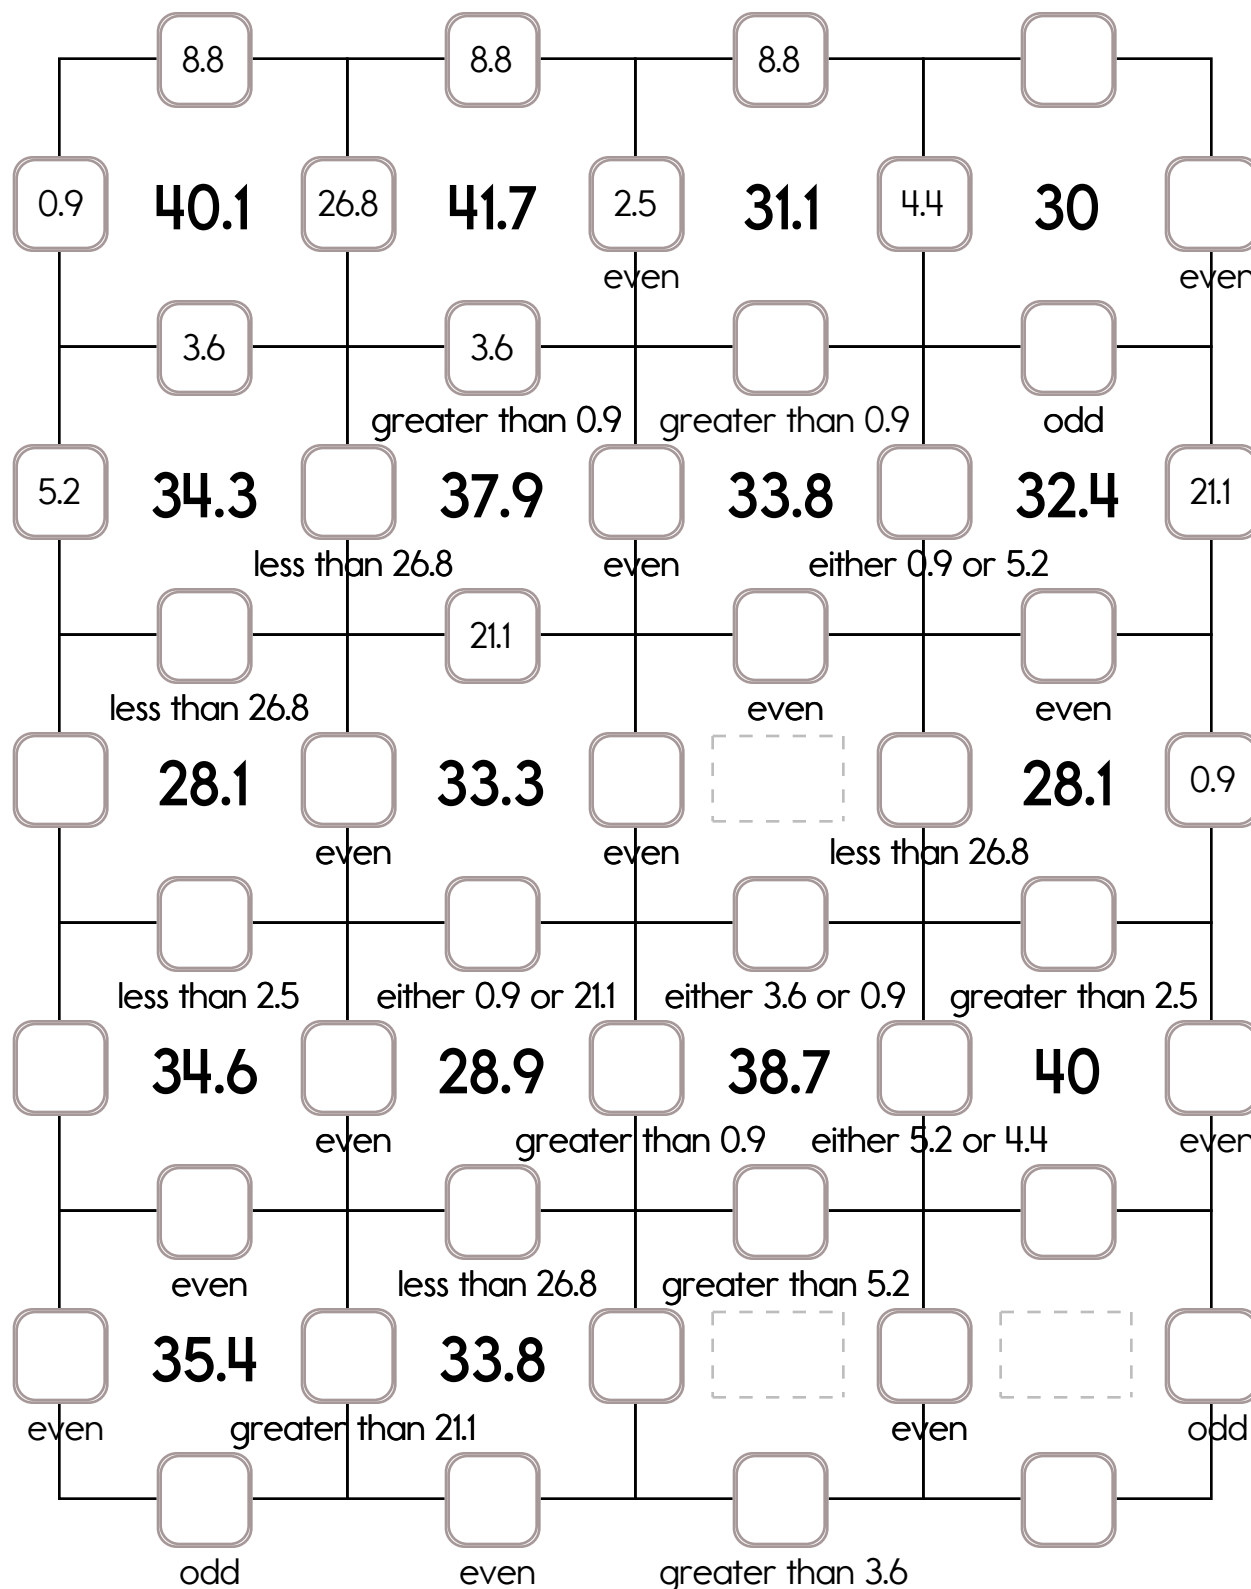 8.8 8.8 8.8
0.9 40.1 26.8 41.7 2.5 31.1 4.4 30
even even
3.6 3.6
greater than 0.9 greater than 0.9 odd
5.2 34.3 37.9 33.8 32.4 21.1
less than 26.8 even either 0.9 or 5.2
21.1
less than 26.8 even even
28.1 33.3 28.1 0.9
even even less than 26.8
less than 2.5 either 0.9 or 21.1 either 3.6 or 0.9 greater than 2.5
34.6 28.9 38.7 40
even greater than 0.9 either 5.2 or 4.4 even
even less than 26.8 greater than 5.2
35.4 33.8
even greater than 21.1 even odd
odd even greater than 3.6